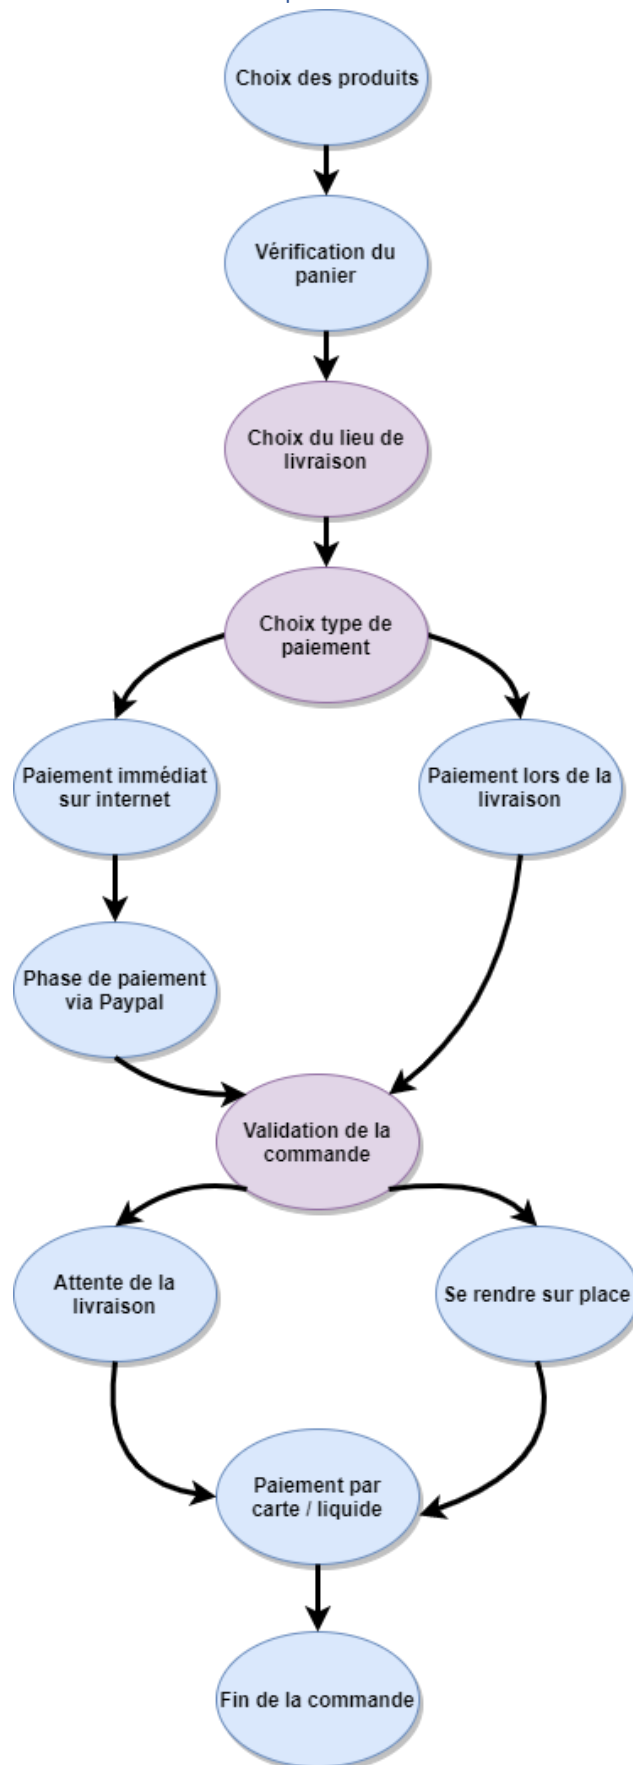 Choix des produits
Vérification du
panier
Choix du lieu de
livraison
Choix type de
paiement
Paiement immédiat
sur internet
Paiement lors de la
livraison
Phase de paiement
via Paypal
Validation de la
commande
Attente de la
livraison
Se rendre sur place
Paiement par
carte / liquide
Fin de la commande